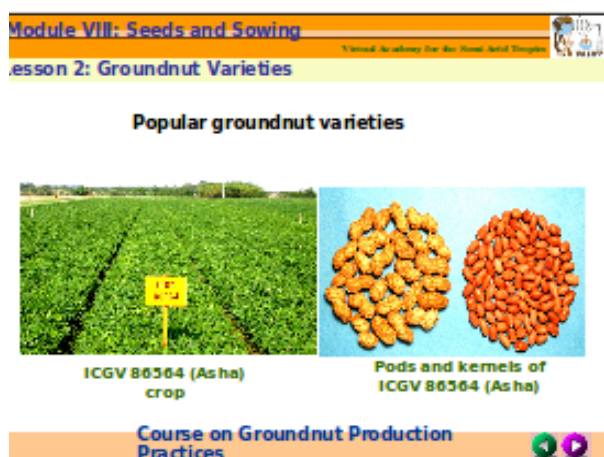 Module VIII: Seeds and Sowing
Virtual Academy for the Semi Arid Tropics
esson 2: Groundnut Varieties
Popular groundnut varieties
ICGV 86564 (Asha)
crop
Pods and kernels of
ICGV 86564 (Asha)
Course on Groundnut Production
Practices